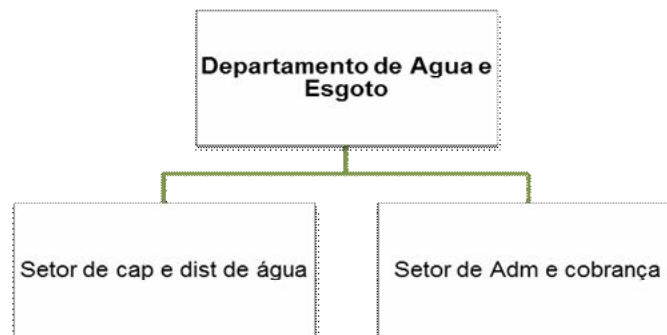 Departamento de Agua e
Esgoto
Setor de cap e dist de água
Setor de Adm e cobrança